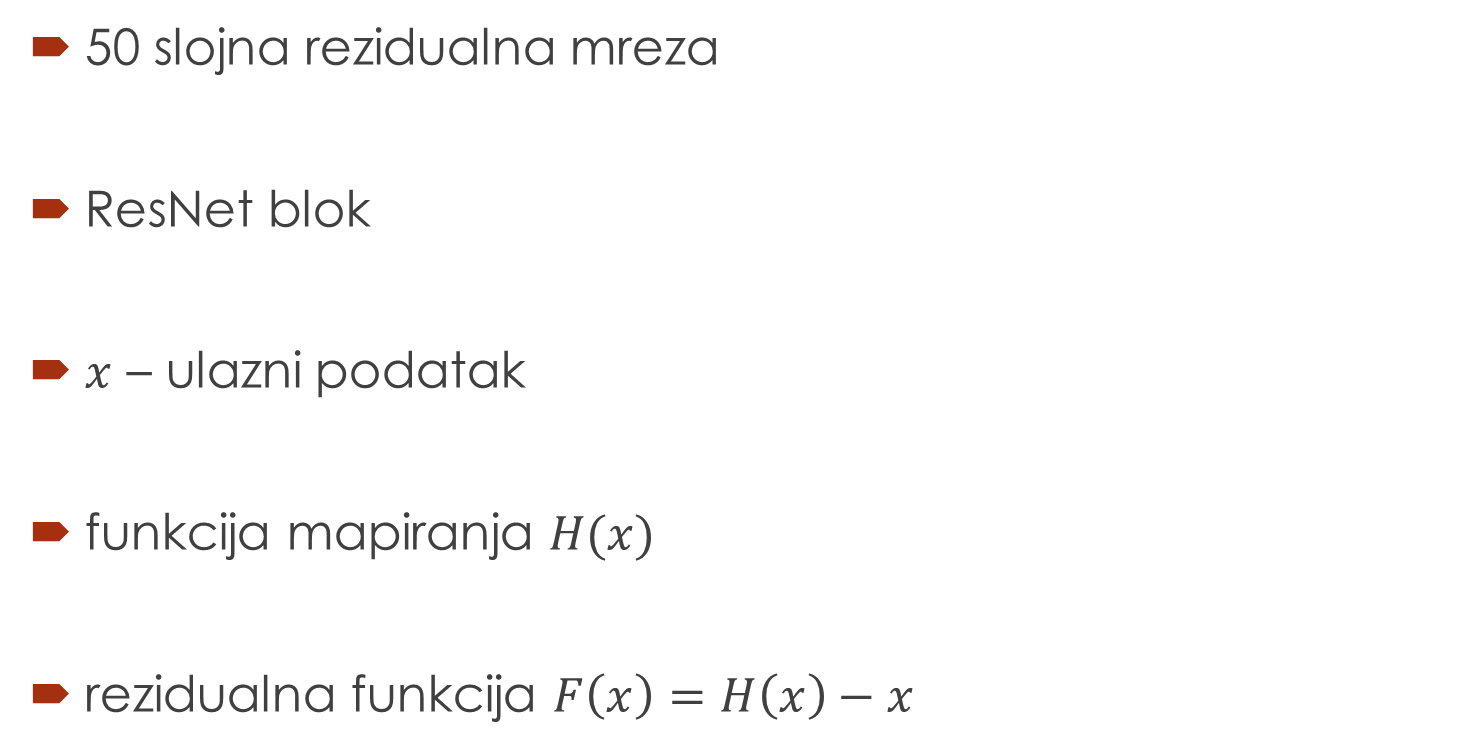 50 slojna rezidualna mreza
ResNet blok
x – ulazni podatak
funkcija mapiranja H(x)
rezidualna funkcija F(x) = H(x) − x